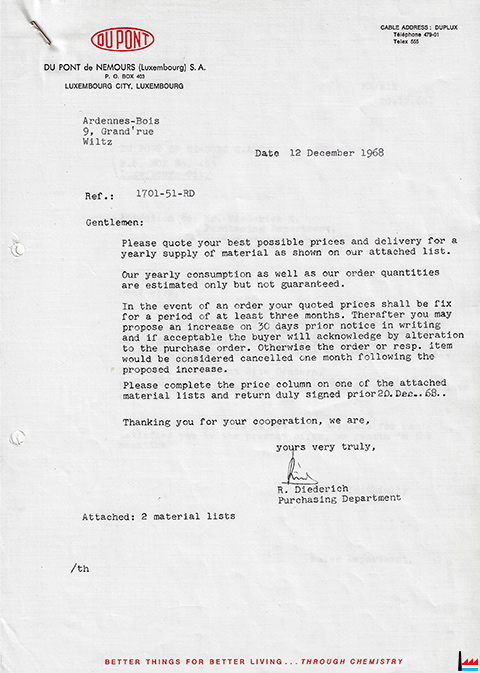 DU PONT
CABLE ADDRESS : DUPLUX
Téléphone 479-01
Telex 555
DU PONT de NEMOURS (Luxembourg) S. A.
P. O. BOX 403
LUXEMBOURG CITY, LUXEMBOURG
Ardennes-Bois
9, Grand'rue
Wiltz
Date 12 December 1968
Ref.: 1701-51-RD
Gentlemen:
Please quote your best possible prices and delivery for a
yearly supply of material as shown on our attached list.
Our yearly consumption as well as our order quantities
are estimated only but not guaranteed.
In the event of an order your quoted prices shall be fix
for a period of at least three months. Therafter you may
propose an increase on 30 days prior notice in writing
and if acceptable the buyer will acknowledge by alteration
to the purchase order. Otherwise the order or resp. item
would be considered cancelled one month following the
proposed increase.
Please complete the price column on one of the attached
material lists and return duly signed prior20.Dec..68..
Thanking you for your cooperation, we are,
yours very truly,
R. Diederich
Purchasing Department
Attached: 2 material lists
/th
BETTER THINGS FOR BETTER LIVING...THROUGH CHEMISTRY